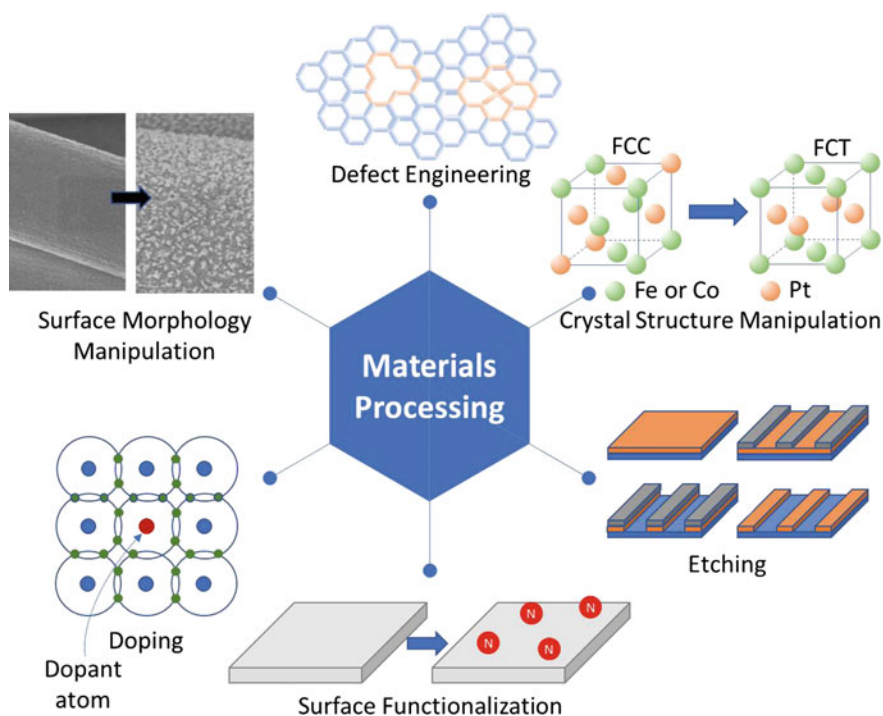 Defect Engineering
FCC
FCT
Fe or Co
Pt
Crystal Structure Manipulation
Surface Morphology
Manipulation
Materials
Processing
Etching
Doping
Dopant
atom
N
N
N
N
Surface Functionalization